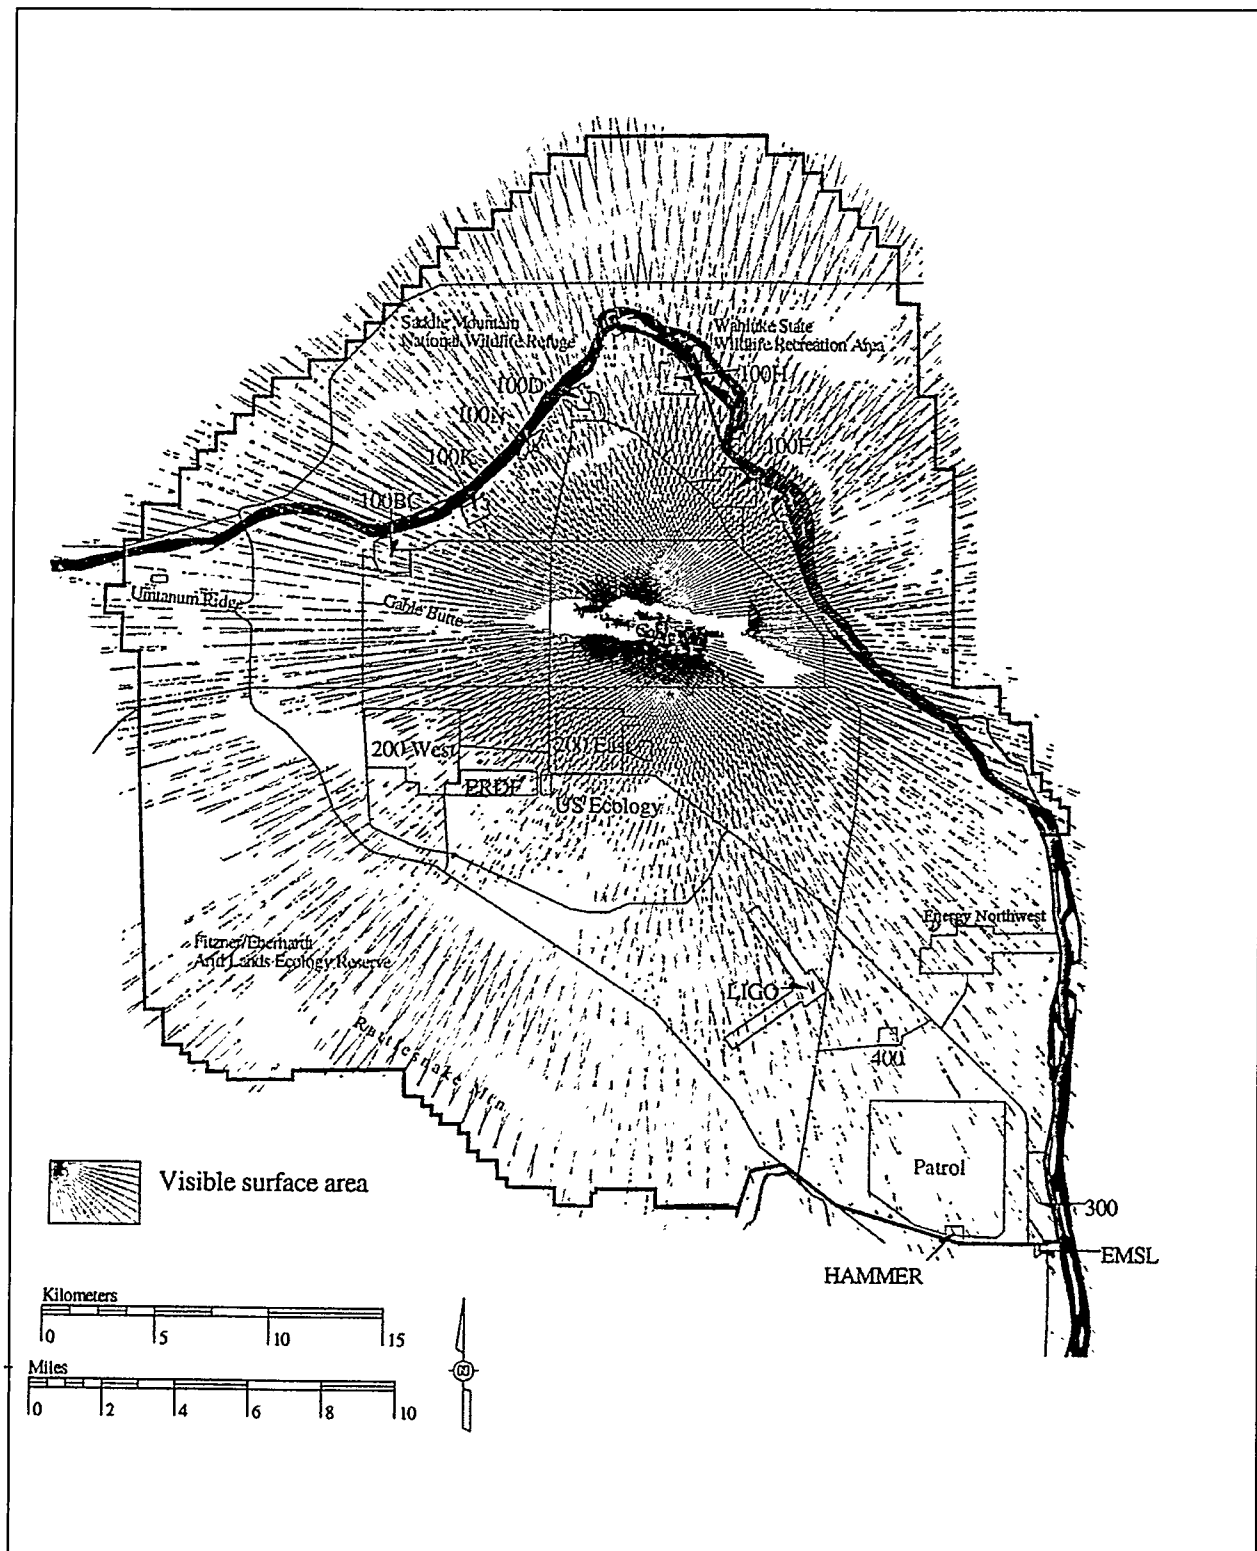 Saddle Mountain
National Wildlife Refuge
Wahluke State
Wildlife Recreation Area
100H
100D
100N
100F
100K
100BC
Umtanum Ridge
Gable Butte
200 West
200 East
ERDF
US Ecology
Energy Northwest
Fitzner/Eberhardt
Arid Lands Ecology Reserve
LIGO
Rattlesnake Mtn
400
Patrol
Visible surface area
300
EMSL
HAMMER
Kilometers
0 5 10 15
Miles
0 2 4 6 8 10
N